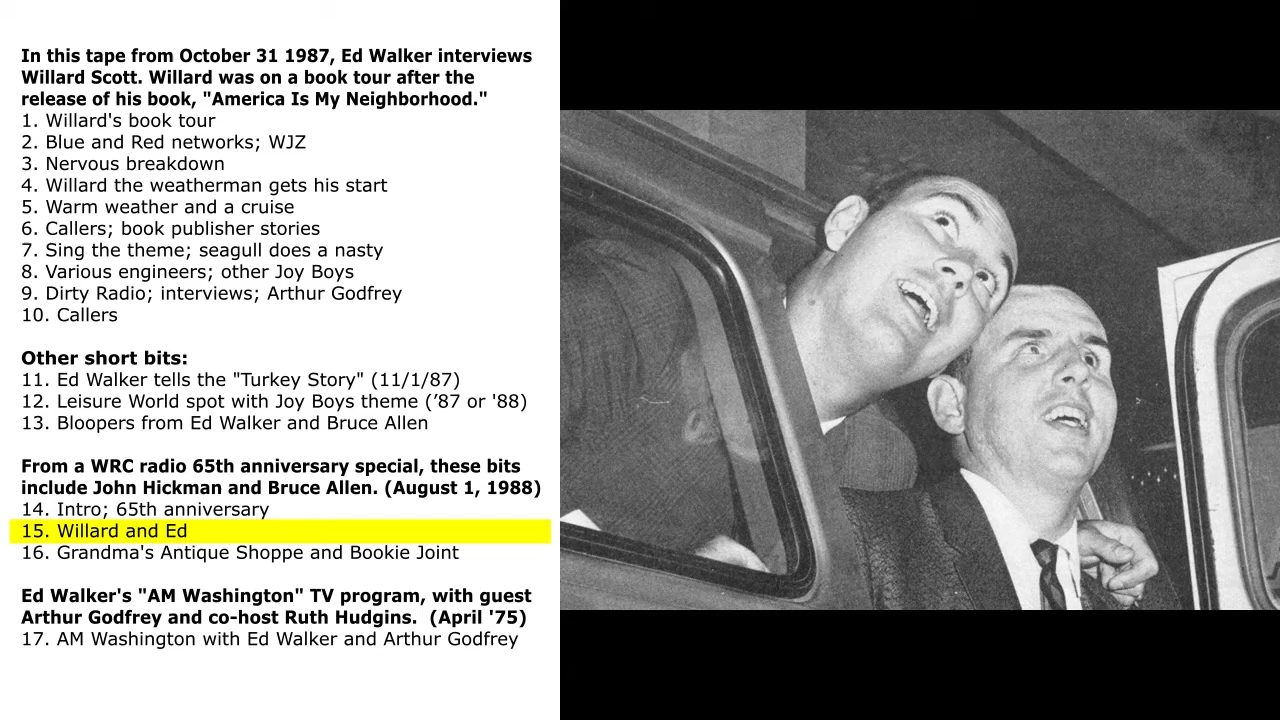 In this tape from October 31 1987, Ed Walker interviews
Willard Scott. Willard was on a book tour after the
release of his book, "America Is My Neighborhood."
1. Willard's book tour
2. Blue and Red networks; WJZ
3. Nervous breakdown
4. Willard the weatherman gets his start
5. Warm weather and a cruise
6. Callers; book publisher stories
7. Sing the theme; seagull does a nasty
8. Various engineers; other Joy Boys
9. Dirty Radio; interviews; Arthur Godfrey
10. Callers
Other short bits:
11. Ed Walker tells the "Turkey Story" (11/1/87)
12. Leisure World spot with Joy Boys theme (’87 or '88)
13. Bloopers from Ed Walker and Bruce Allen
From a WRC radio 65th anniversary special, these bits
include John Hickman and Bruce Allen. (August 1, 1988)
14. Intro; 65th anniversary
15. Willard and Ed
16. Grandma's Antique Shoppe and Bookie Joint
Ed Walker's "AM Washington" TV program, with guest
Arthur Godfrey and co-host Ruth Hudgins.  (April '75)
17. AM Washington with Ed Walker and Arthur Godfrey